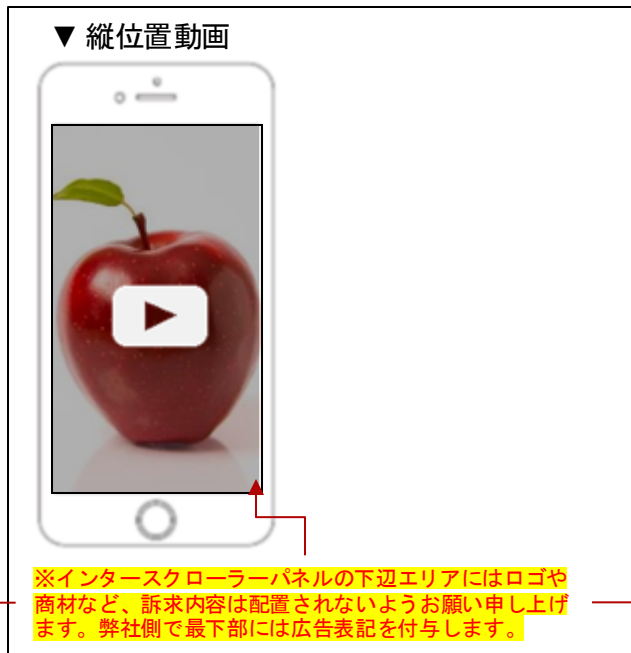 ▼ 縦位置動画
※インタースクローラーパネルの下辺エリアにはロゴや
商材など、訴求内容は配置されないようお願い申し上げ
ます。弊社側で最下部には広告表記を付与します。